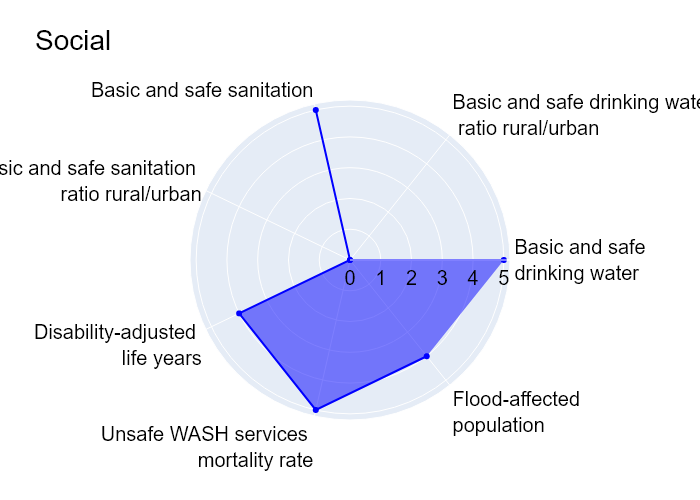 Social
Basic and safe sanitation
Basic and safe drinking
ratio rural/urban
and safe sanitation
ratio rural/urban
Basic and safe
drinking water
0 1 2 3 4 5
Disability-adjusted
life years
Flood-affected
population
Unsafe WASH services
mortality rate